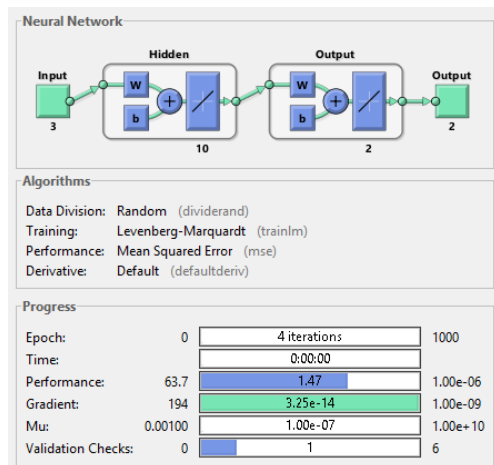 Neural Network
Hidden
Output
Input
Output
W
W
b
b
3
10
2
2
Algorithms
Data Division: Random (dividerand)
Training: Levenberg-Marquardt (trainlm)
Performance: Mean Squared Error (mse)
Derivative: Default (defaultderiv)
Progress
Epoch: 0 4 iterations 1000
Time: 0:00:00
Performance: 63.7 1.47 1.00e-06
Gradient: 194 3.25e-14 1.00e-09
Mu: 0.00100 1.00e-07 1.00e+10
Validation Checks: 0 1 6